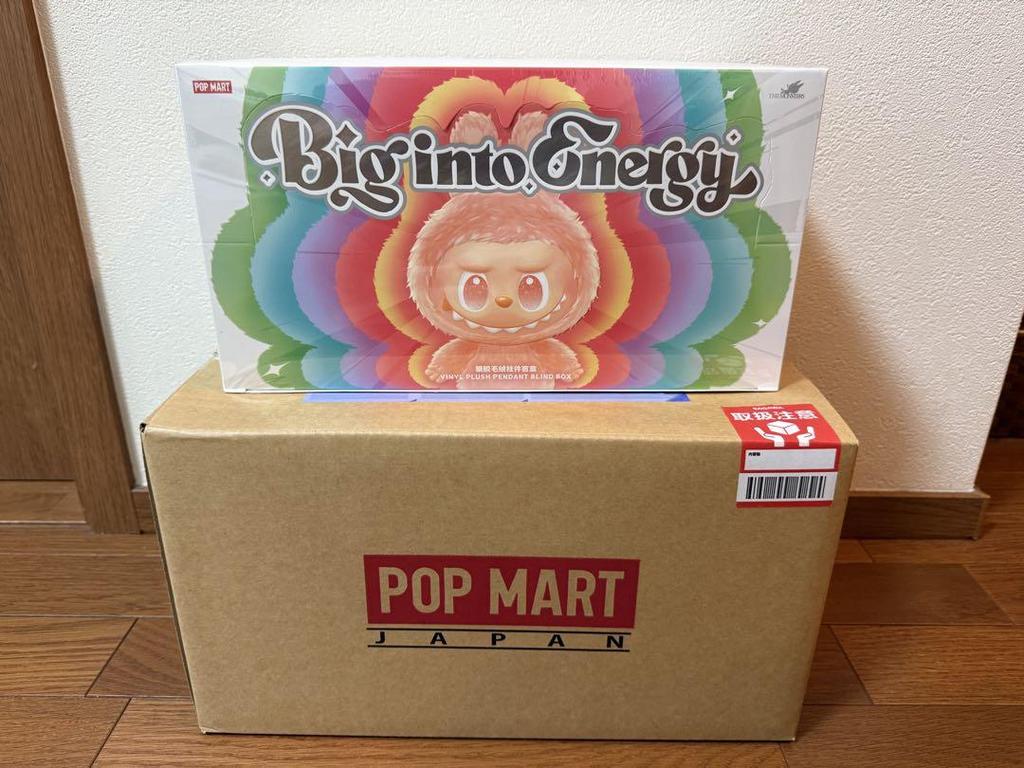 POP MART
THE MONSTERS
Big into Energy
搪胶毛绒挂件盲盒
VINYL PLUSH PENDANT BLIND BOX
取扱注意
POP MART
JAPAN